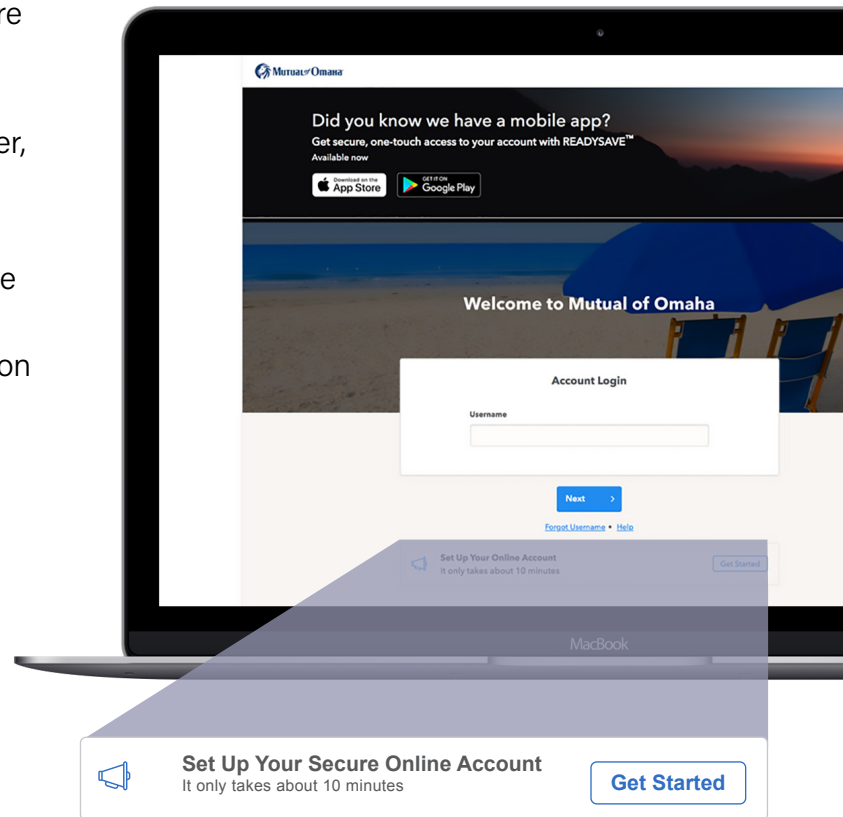 re
er,
e
on
Mutual of Omaha
Did you know we have a mobile app?
Get secure, one-touch access to your account with READYSAVE™
Available now
Download on the
App Store
GET IT ON
Google Play
Welcome to Mutual of Omaha
Account Login
Username
Next >
Forgot Username • Help
Set Up Your Online Account
It only takes about 10 minutes
Get Started
MacBook
Set Up Your Secure Online Account
It only takes about 10 minutes
Get Started